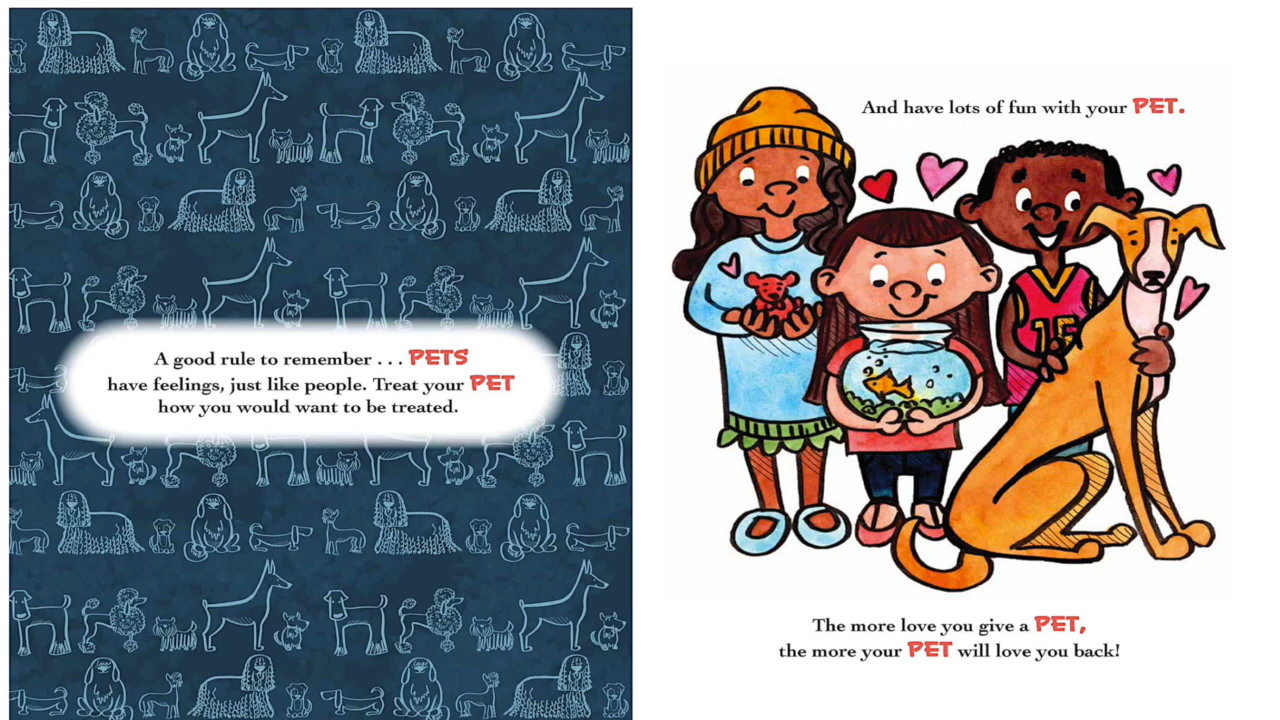 A good rule to remember . . . PETS
have feelings, just like people. Treat your PET
how you would want to be treated.
And have lots of fun with your PET.
15
The more love you give a PET,
the more your PET will love you back!